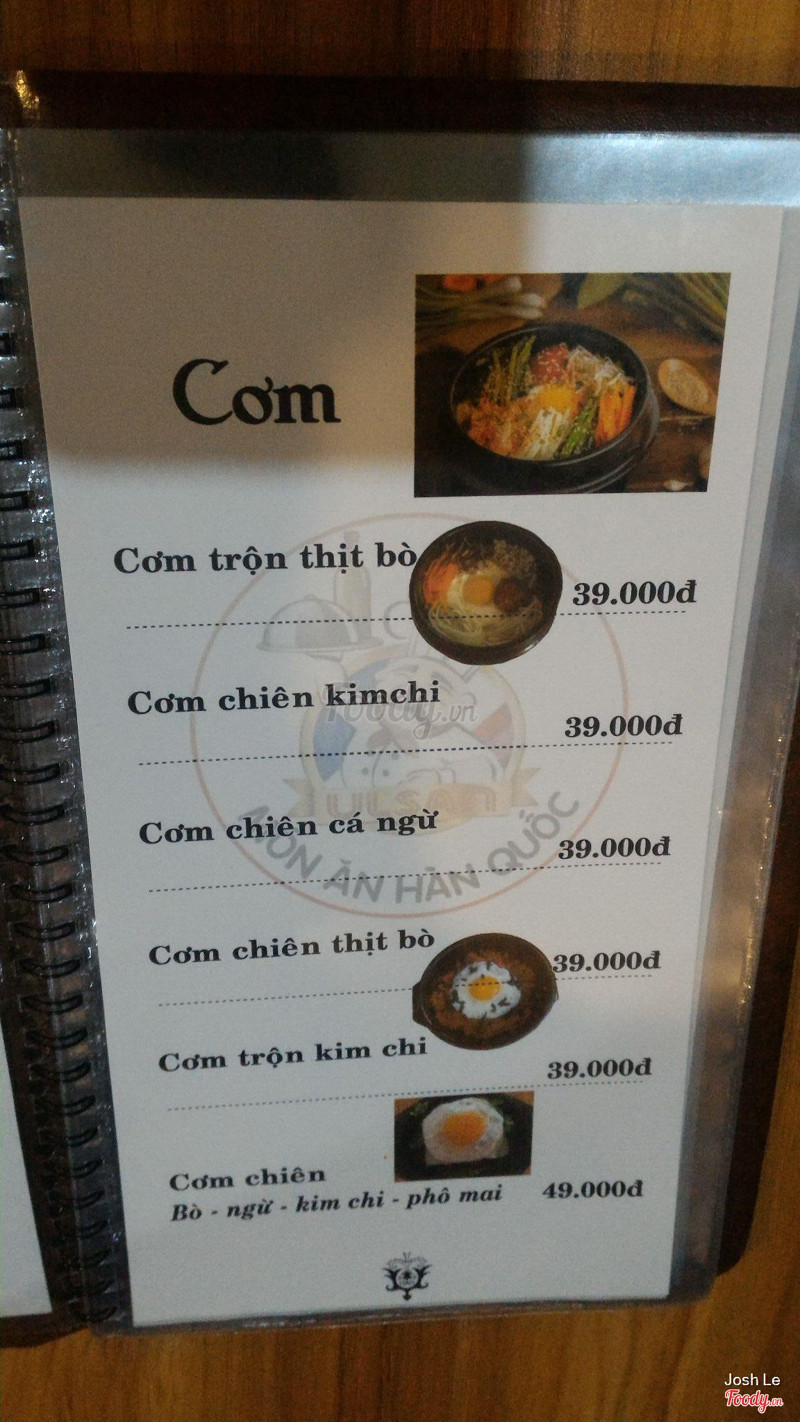 Cơm
Cơm trộn thịt bò
39.000đ
Cơm chiên kimchi
39.000đ
Foody.vn
Cơm chiên cá ngừ
39.000đ
ULSAN
MÓN ĂN HÀN QUỐC
Cơm chiên thịt bò
39.000đ
Cơm trộn kim chi
39.000đ
Cơm chiên
Bò - ngừ - kim chi - phô mai
49.000đ
Josh Le
Foody.vn